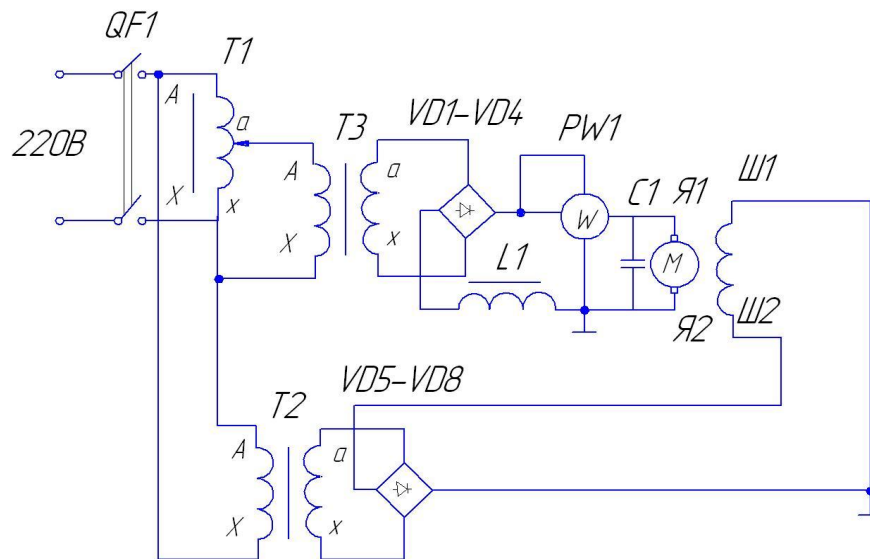 QF1
T1
A
a
220В
X
x
T3
A
a
X
x
VD1-VD4
PW1
W
C1
Я1
Ш1
L1
M
Я2
Ш2
T2
VD5-VD8
A
a
X
x